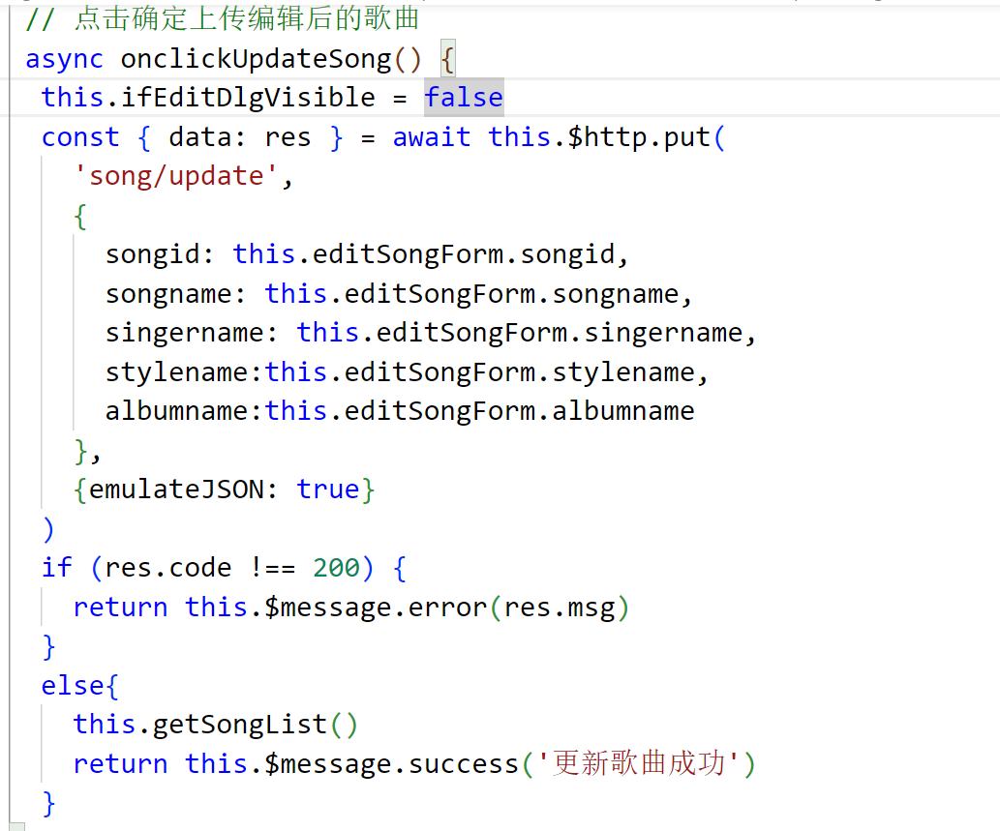 // 点击确定上传编辑后的歌曲
async onclickUpdateSong() {
this.ifEditDlgVisible = false
const { data: res } = await this.$http.put(
'song/update',
{
songid: this.editSongForm.songid,
songname: this.editSongForm.songname,
singername: this.editSongForm.singername,
stylename:this.editSongForm.stylename,
albumname:this.editSongForm.albumname
},
{emulateJSON: true}
)
if (res.code !== 200) {
return this.$message.error(res.msg)
}
else{
this.getSongList()
return this.$message.success('更新歌曲成功')
}